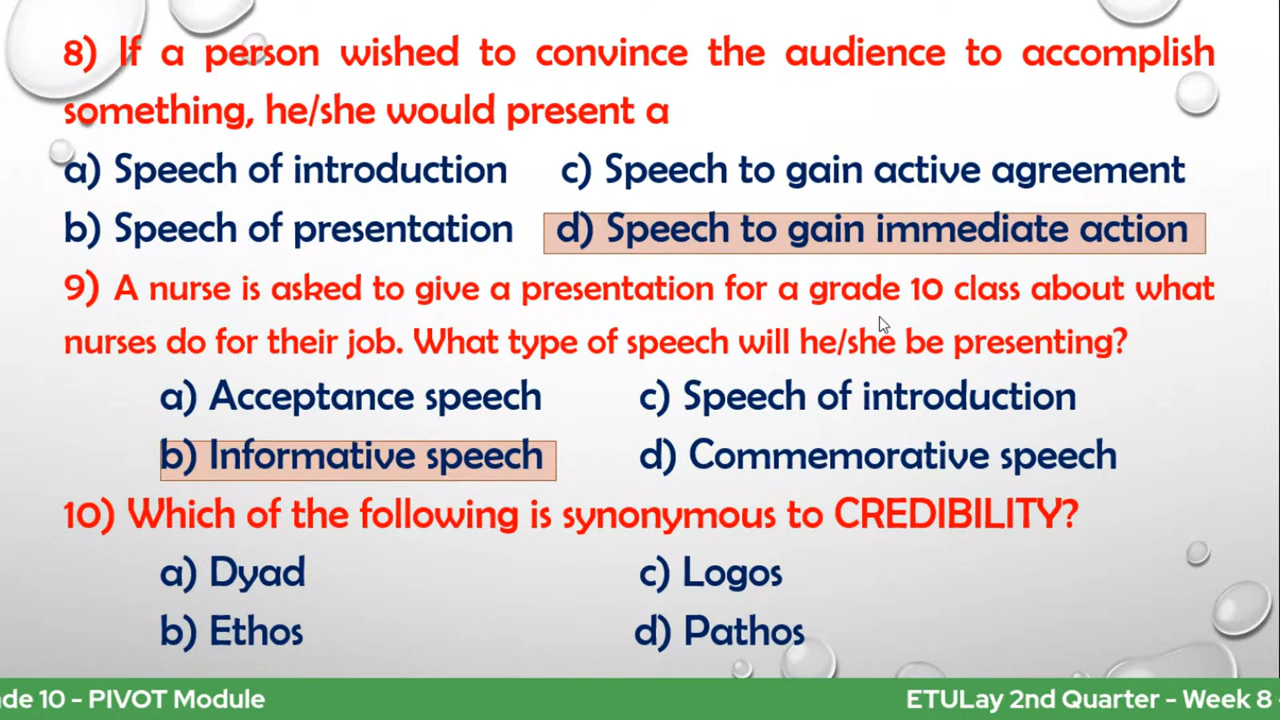 8) If a person wished to convince the audience to accomplish
something, he/she would present a
a) Speech of introduction c) Speech to gain active agreement
b) Speech of presentation d) Speech to gain immediate action
9) A nurse is asked to give a presentation for a grade 10 class about what
nurses do for their job. What type of speech will he/she be presenting?
a) Acceptance speech c) Speech of introduction
b) Informative speech d) Commemorative speech
10) Which of the following is synonymous to CREDIBILITY?
a) Dyad c) Logos
b) Ethos d) Pathos
de 10 - PIVOT Module ETULay 2nd Quarter - Week 8